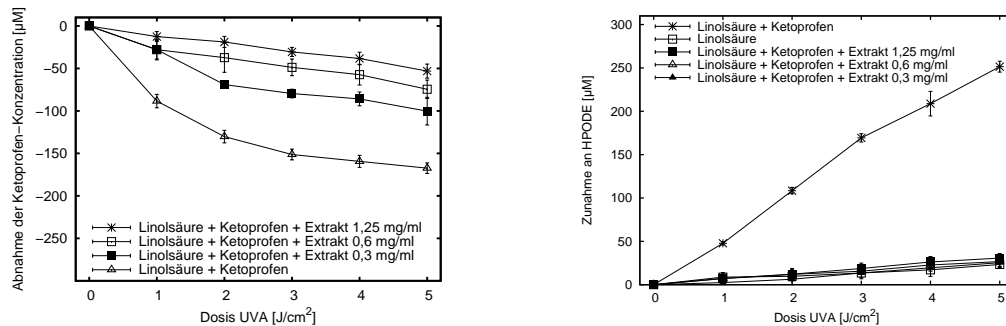 Abnahme der Ketoprofen−Konzentration [µM]
0
−50
−100
−150
−200
−250
Linolsäure + Ketoprofen + Extrakt 1,25 mg/ml
Linolsäure + Ketoprofen + Extrakt 0,6 mg/ml
Linolsäure + Ketoprofen + Extrakt 0,3 mg/ml
Linolsäure + Ketoprofen
0 1 2 3 4 5
Dosis UVA [J/cm²]
Zunahme an HPODE [µM]
300
250
200
150
100
50
0
Linolsäure + Ketoprofen
Linolsäure
Linolsäure + Ketoprofen + Extrakt 1,25 mg/ml
Linolsäure + Ketoprofen + Extrakt 0,6 mg/ml
Linolsäure + Ketoprofen + Extrakt 0,3 mg/ml
0 1 2 3 4 5
Dosis UVA [J/cm²]